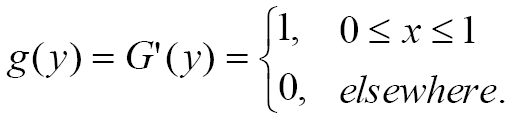 g(y) = G'(y) = { 1, 0 ≤ x ≤ 1
0, elsewhere.